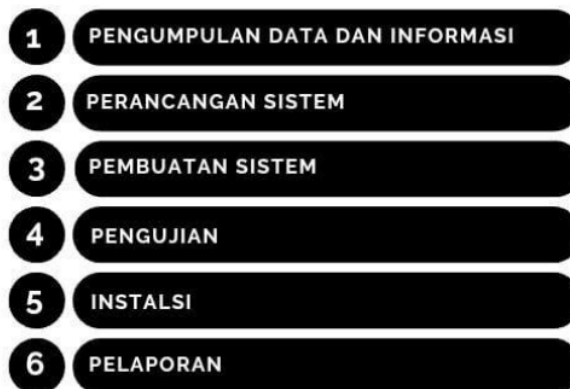 1 PENGUMPULAN DATA DAN INFORMASI
2 PERANCANGAN SISTEM
3 PEMBUATAN SISTEM
4 PENGUJIAN
5 INSTALSI
6 PELAPORAN